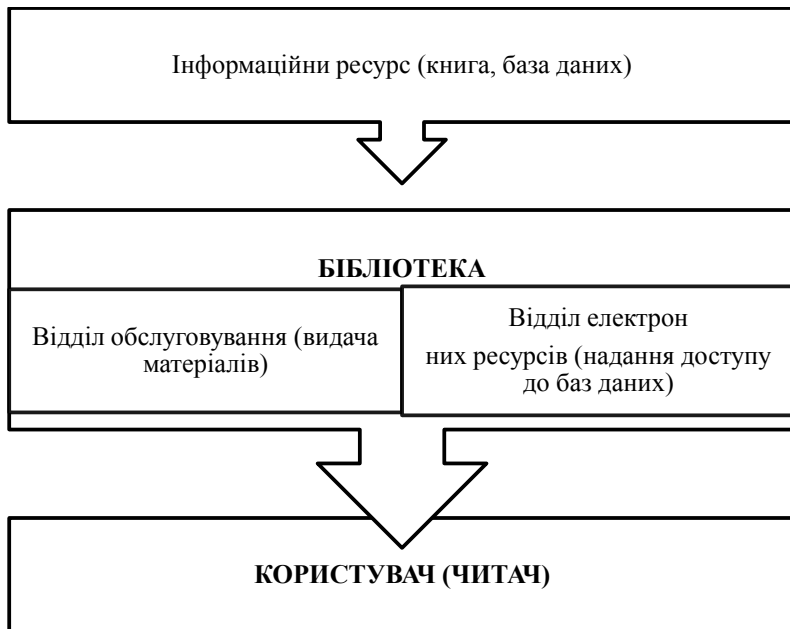 Інформаційни ресурс (книга, база даних)
БІБЛІОТЕКА
Відділ обслуговування (видача
матеріалів)
Відділ електрон
них ресурсів (надання доступу
до баз даних)
КОРИСТУВАЧ (ЧИТАЧ)